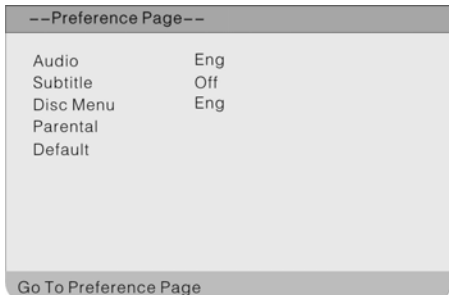 --Preference Page--
Audio Eng
Subtitle Off
Disc Menu Eng
Parental
Default
Go To Preference Page